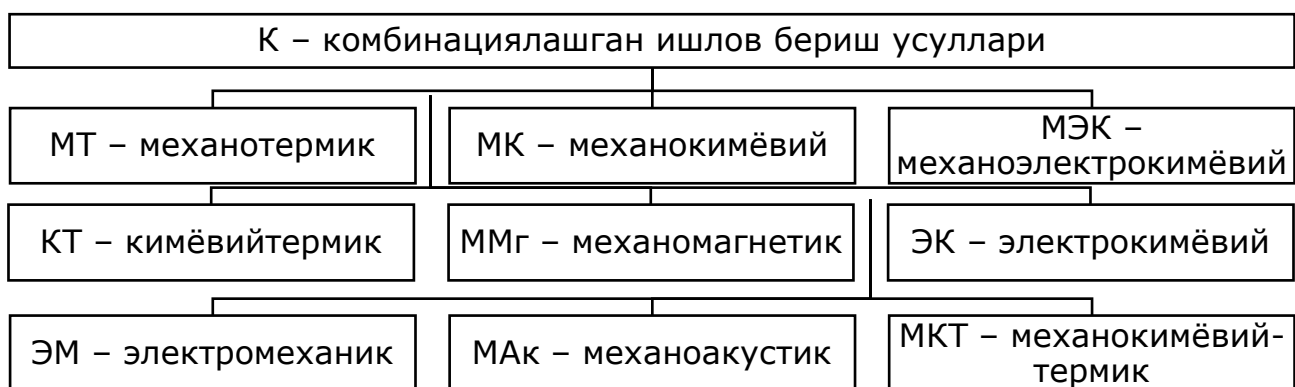 К – комбинациялашган ишлов бериш усуллари
МТ – механотермик
МК – механокимёвий
МЭК –
механоэлектрокимёвий
КТ – кимёвийтермик
ММг – механомагнетик
ЭК – электрокимёвий
ЭМ – электромеханик
МАк – механоакустик
МКТ – механокимёвий-
термик